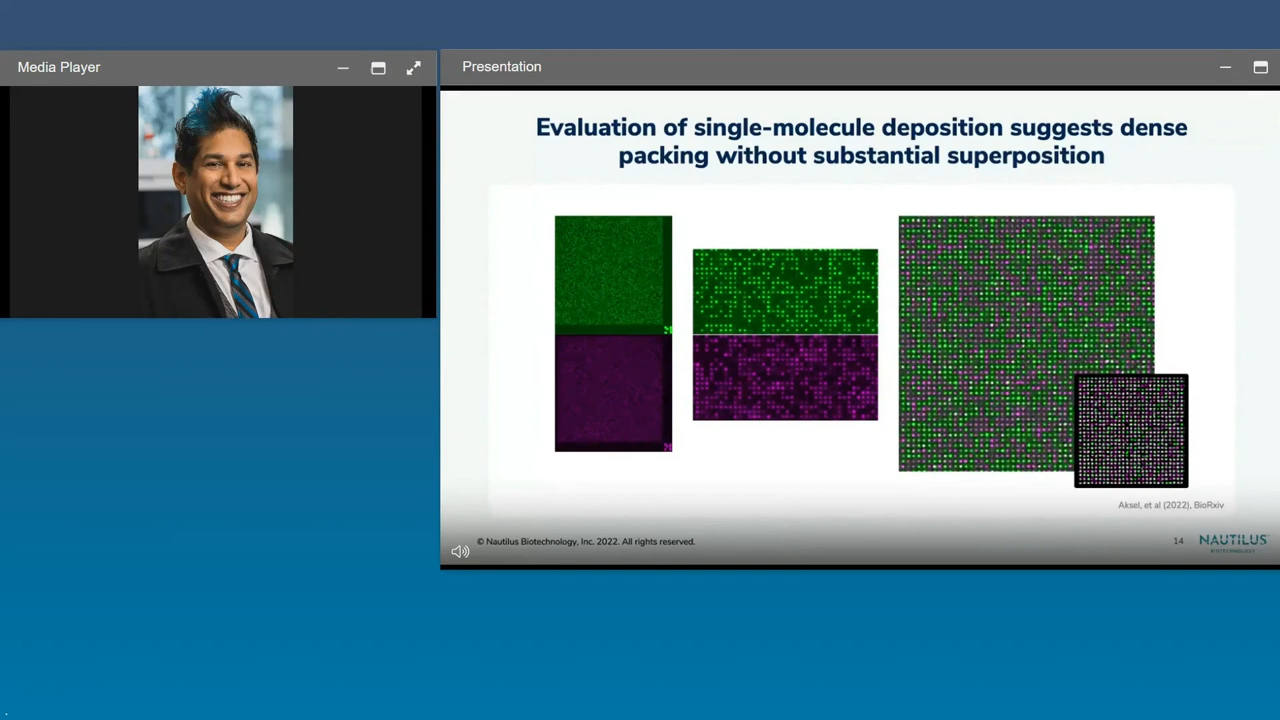 Media Player
Presentation
Evaluation of single-molecule deposition suggests dense
packing without substantial superposition
Aksel, et al (2022), BioRxiv
© Nautilus Biotechnology, Inc. 2022. All rights reserved.
14
NAUTILUS
BIOTECHNOLOGY